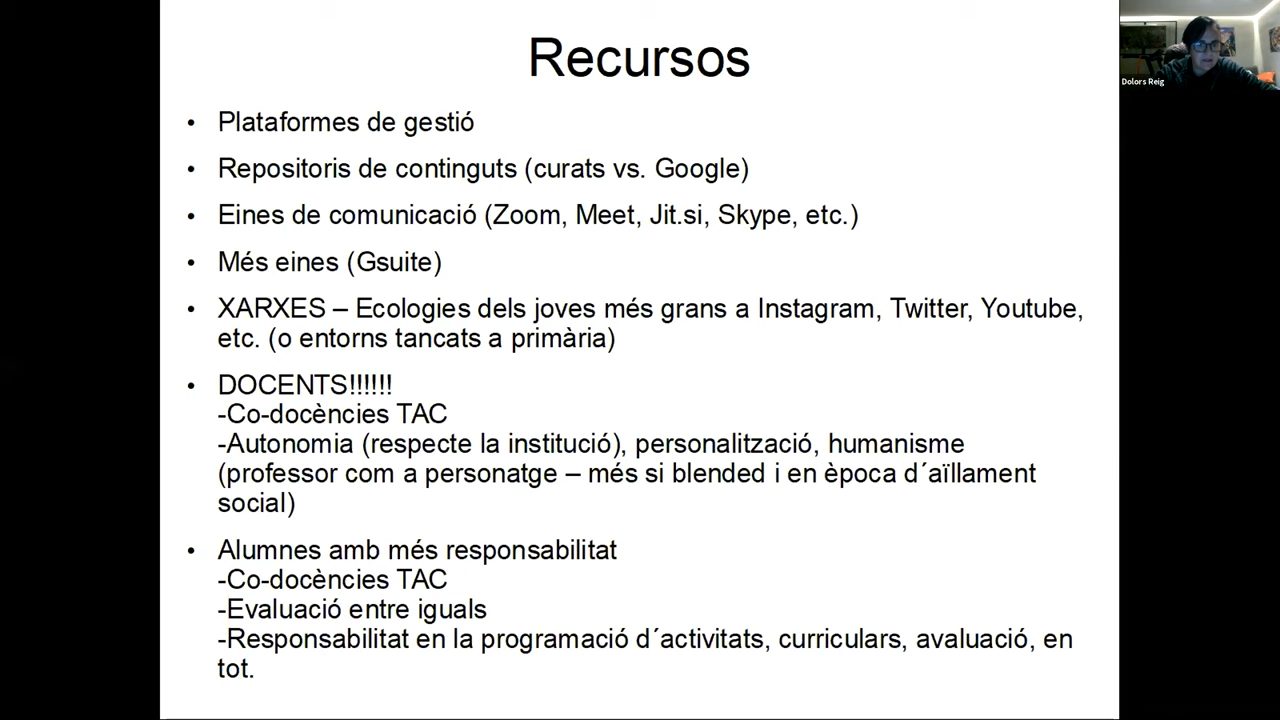 Recursos
• Plataformes de gestió
• Repositoris de continguts (curats vs. Google)
• Eines de comunicació (Zoom, Meet, Jit.si, Skype, etc.)
• Més eines (Gsuite)
• XARXES – Ecologies dels joves més grans a Instagram, Twitter, Youtube,
etc. (o entorns tancats a primària)
• DOCENTS!!!!!!
-Co-docències TAC
-Autonomia (respecte la institució), personalització, humanisme
(professor com a personatge – més si blended i en època d´aïllament
social)
• Alumnes amb més responsabilitat
-Co-docències TAC
-Evaluació entre iguals
-Responsabilitat en la programació d´activitats, curriculars, avaluació, en
tot.
Dolors Reig